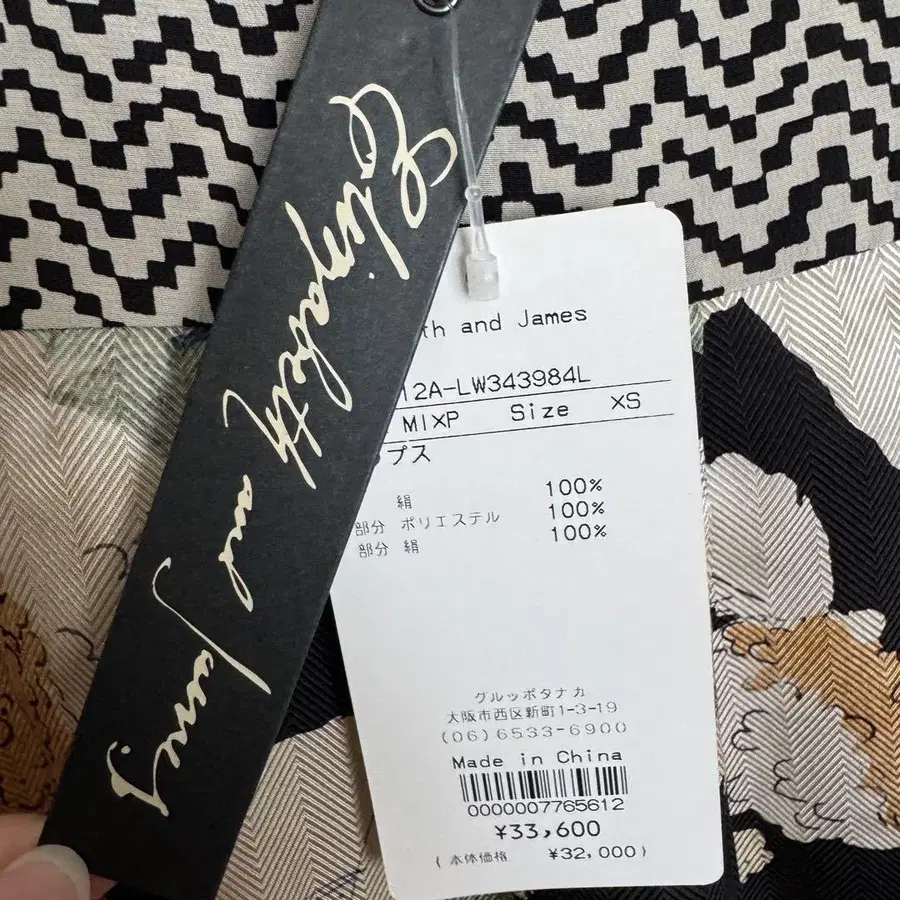 Elizabeth and James
th and James
12A-LW343984L
MIXP Size XS
プス
絹 100%
部分 ポリエステル 100%
部分 絹 100%
グルッポタナカ
大阪市西区新町1-3-19
(06)6533-6900
Made in China
0000007765612
¥33,600
(本体価格 ¥32,000)